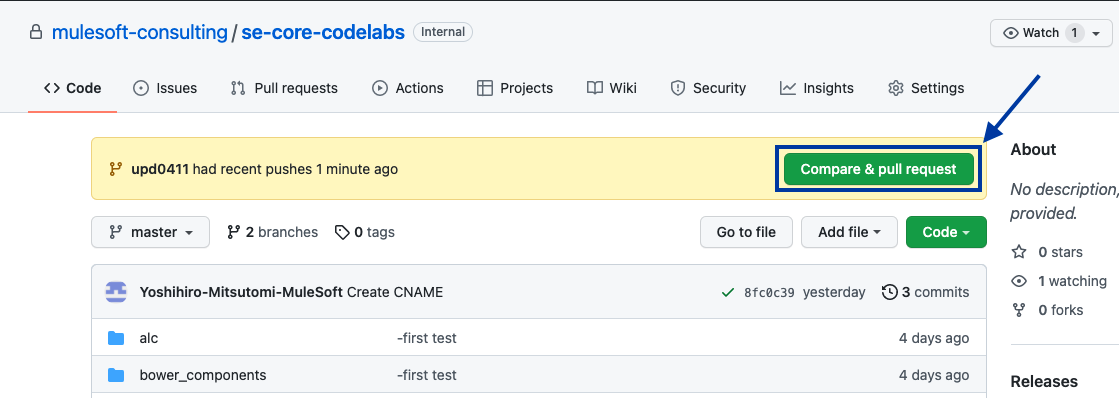 mulesoft-consulting / se-core-codelabs Internal
Watch 1
Code Issues Pull requests Actions Projects Wiki Security Insights Settings
upd0411 had recent pushes 1 minute ago
Compare & pull request
master 2 branches 0 tags
Go to file Add file Code
Yoshihiro-Mitsutomi-MuleSoft Create CNAME 8fc0c39 yesterday 3 commits
alc -first test 4 days ago
bower_components -first test 4 days ago
About
No description,
provided.
0 stars
1 watching
0 forks
Releases